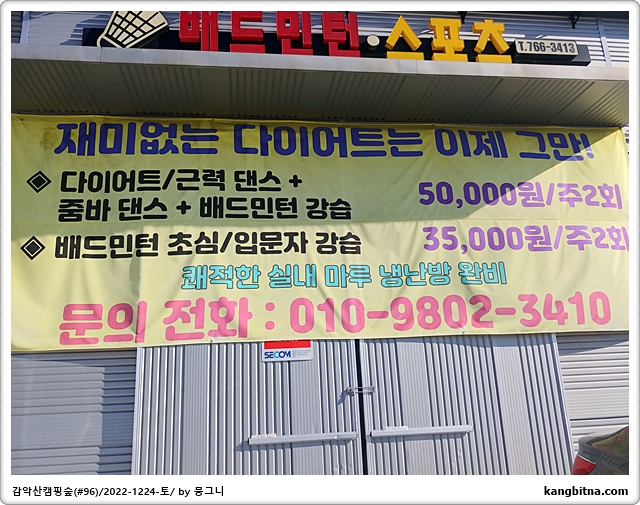 배드민턴·스포츠 T.766-3413
재미없는 다이어트는 이제 그만!
다이어트/근력 댄스 +
줌바 댄스 + 배드민턴 강습 50,000원/주2회
배드민턴 초심/입문자 강습 35,000원/주2회
쾌적한 실내 마루 냉난방 완비
문의 전화 : 010-9802-3410
SECOM
감악산캠핑숲(#96)/2022-1224-토/ by 뭉그니
kangbitna.com